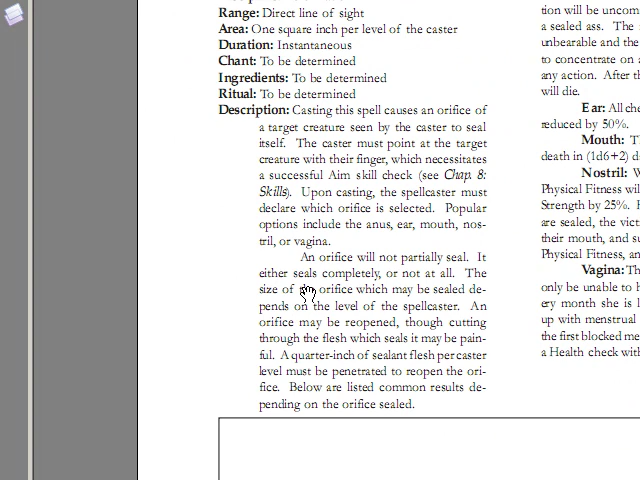 Range: Direct line of sight
Area: One square inch per level of the caster
Duration: Instantaneous
Chant: To be determined
Ingredients: To be determined
Ritual: To be determined
Description: Casting this spell causes an orifice of
a target creature seen by the caster to seal
itself. The caster must point at the target
creature with their finger, which necessitates
a successful Aim skill check (see Chap. 8:
Skills). Upon casting, the spellcaster must
declare which orifice is selected. Popular
options include the anus, ear, mouth, nos-
tril, or vagina.
An orifice will not partially seal. It
either seals completely, or not at all. The
size of orifice which may be sealed de-
pends on the level of the spellcaster. An
orifice may be reopened, though cutting
through the flesh which seals it may be pain-
ful. A quarter-inch of sealant flesh per caster
level must be penetrated to reopen the ori-
fice. Below are listed common results de-
pending on the orifice sealed.
tion will be uncom
a sealed ass. The
unbearable and the
to concentrate on
any action. After t
will die.
Ear: All che
reduced by 50%.
Mouth: T
death in (1d6+2) d
Nostril: W
Physical Fitness wil
Strength by 25%.
are sealed, the vict
their mouth, and su
Physical Fitness, an
Vagina: Th
only be unable to h
ery month she is l
up with menstrual
the first blocked me
a Health check with